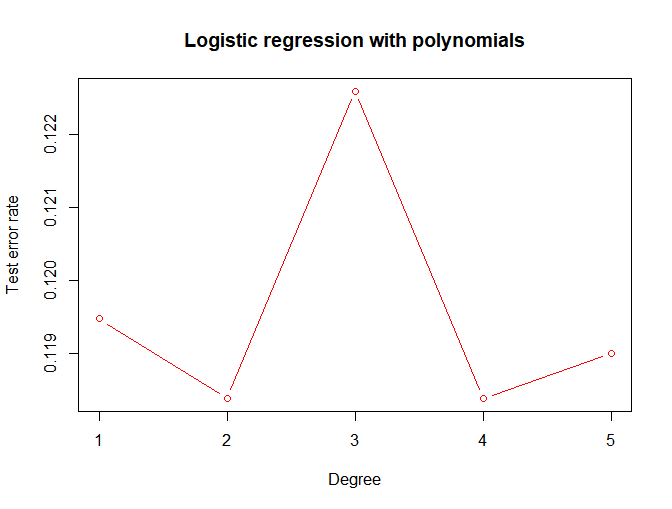 Logistic regression with polynomials
Test error rate
0.122
0.121
0.120
0.119
1 2 3 4 5
Degree